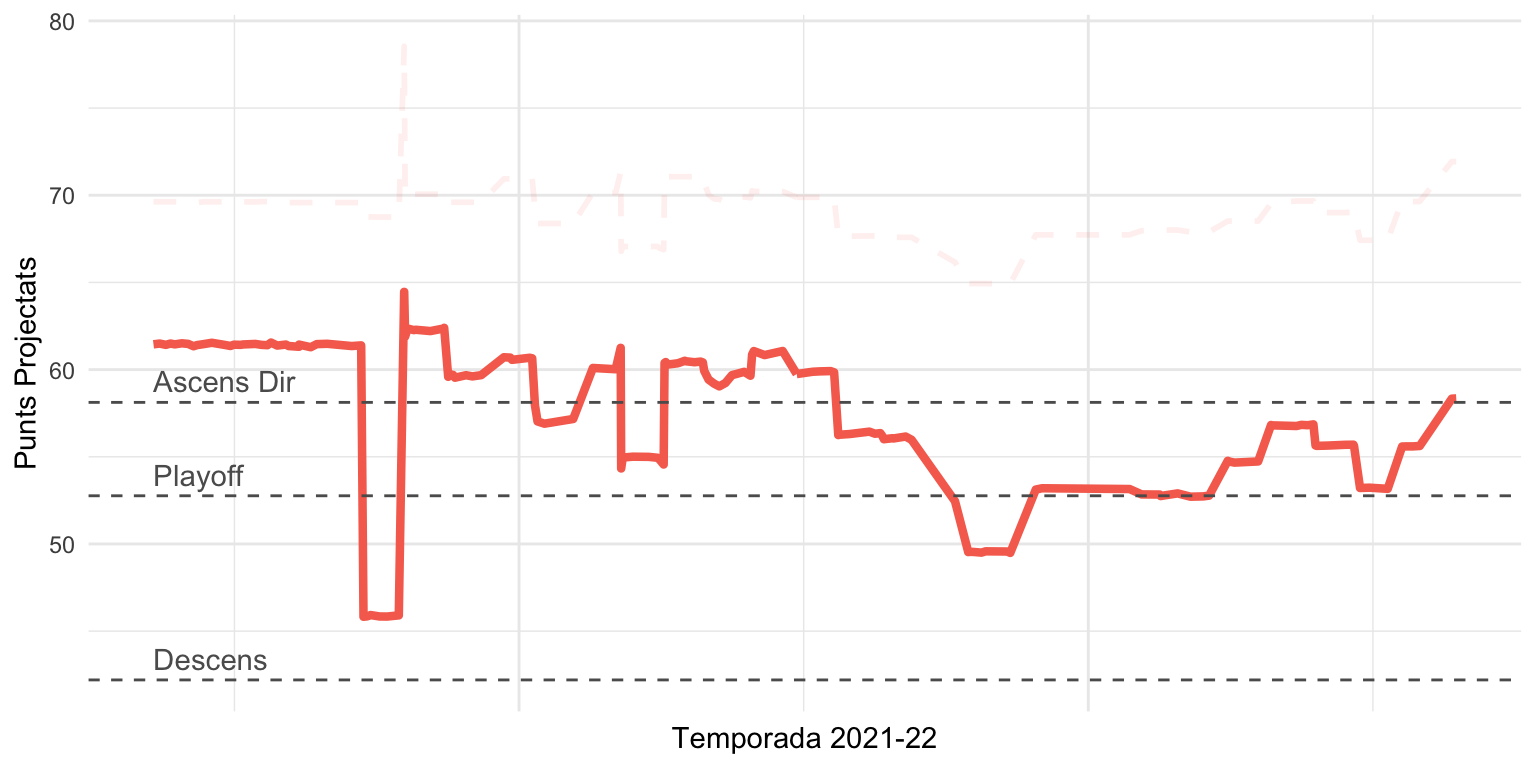 80
70
60
50
Punts Projectats
Ascens Dir
Playoff
Descens
Temporada 2021-22